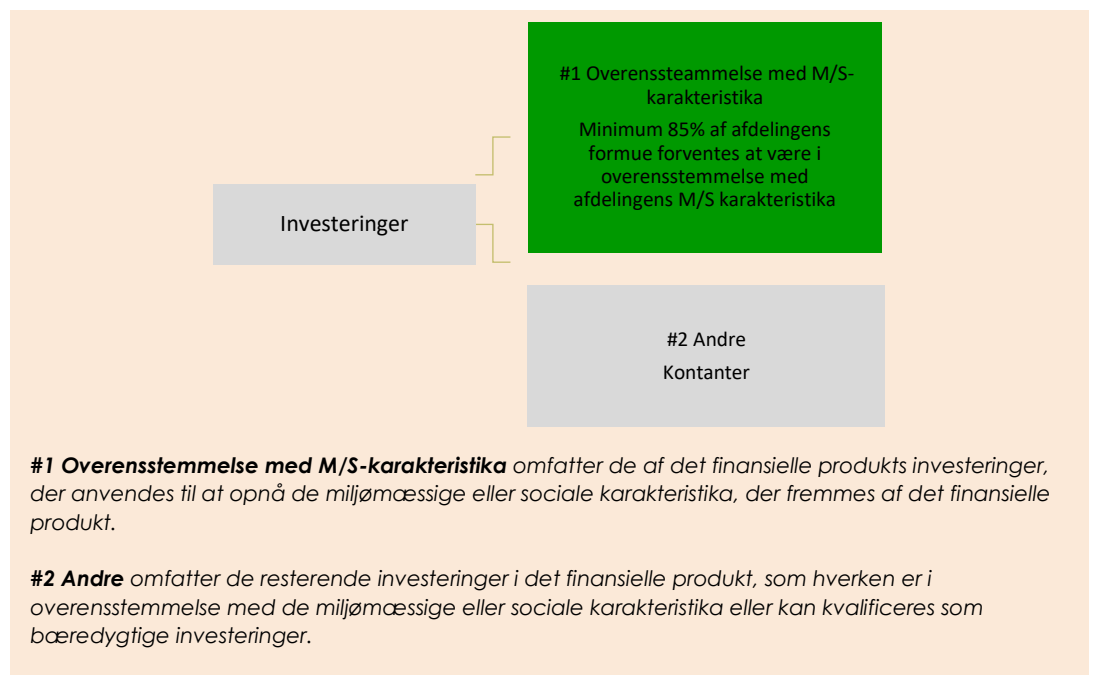 #1 Overenssteammelse med M/S-
karakteristika
Minimum 85% af afdelingens
formue forventes at være i
overensstemmelse med
afdelingens M/S karakteristika
Investeringer
#2 Andre
Kontanter
#1 Overensstemmelse med M/S-karakteristika omfatter de af det finansielle produkts investeringer,
der anvendes til at opnå de miljømæssige eller sociale karakteristika, der fremmes af det finansielle
produkt.
#2 Andre omfatter de resterende investeringer i det finansielle produkt, som hverken er i
overensstemmelse med de miljømæssige eller sociale karakteristika eller kan kvalificeres som
bæredygtige investeringer.